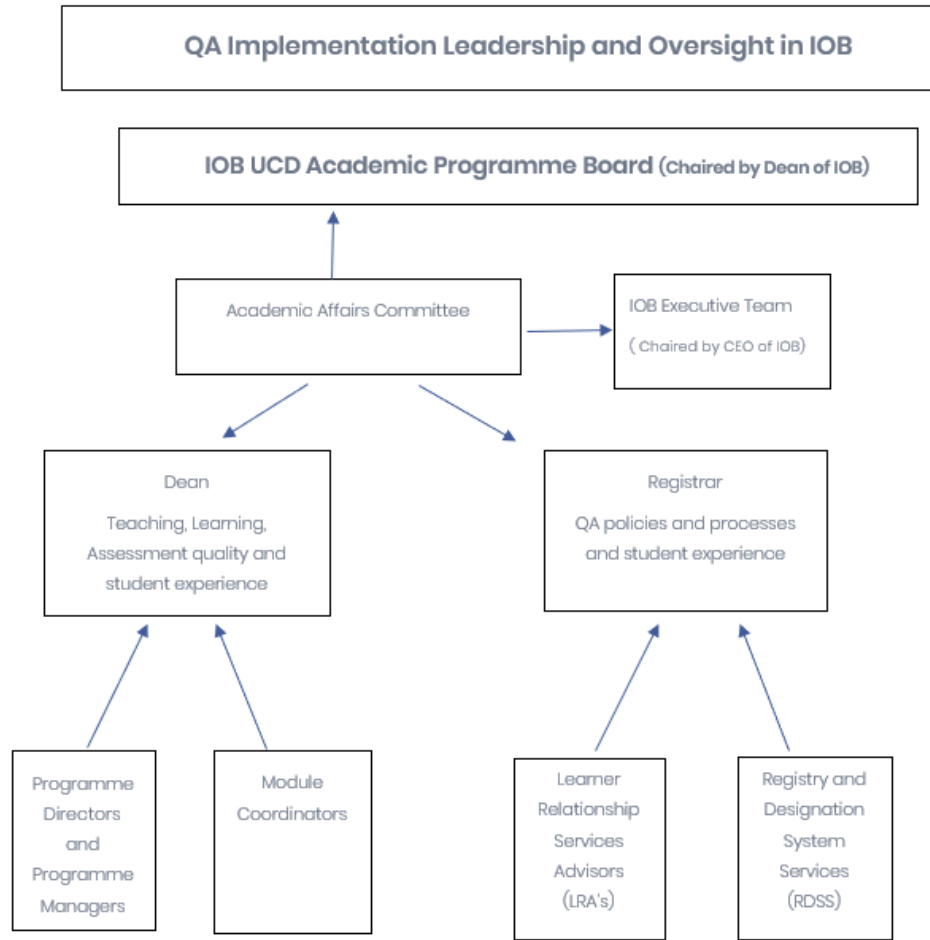 QA Implementation Leadership and Oversight in IOB
IOB UCD Academic Programme Board (Chaired by Dean of IOB)
Academic Affairs Committee
IOB Executive Team
( Chaired by CEO of IOB)
Dean
Teaching, Learning,
Assessment quality and
student experience
Registrar
QA policies and processes
and student experience
Programme
Directors
and
Programme
Managers
Module
Coordinators
Learner
Relationship
Services
Advisors
(LRA's)
Registry and
Designation
System
Services
(RDSS)